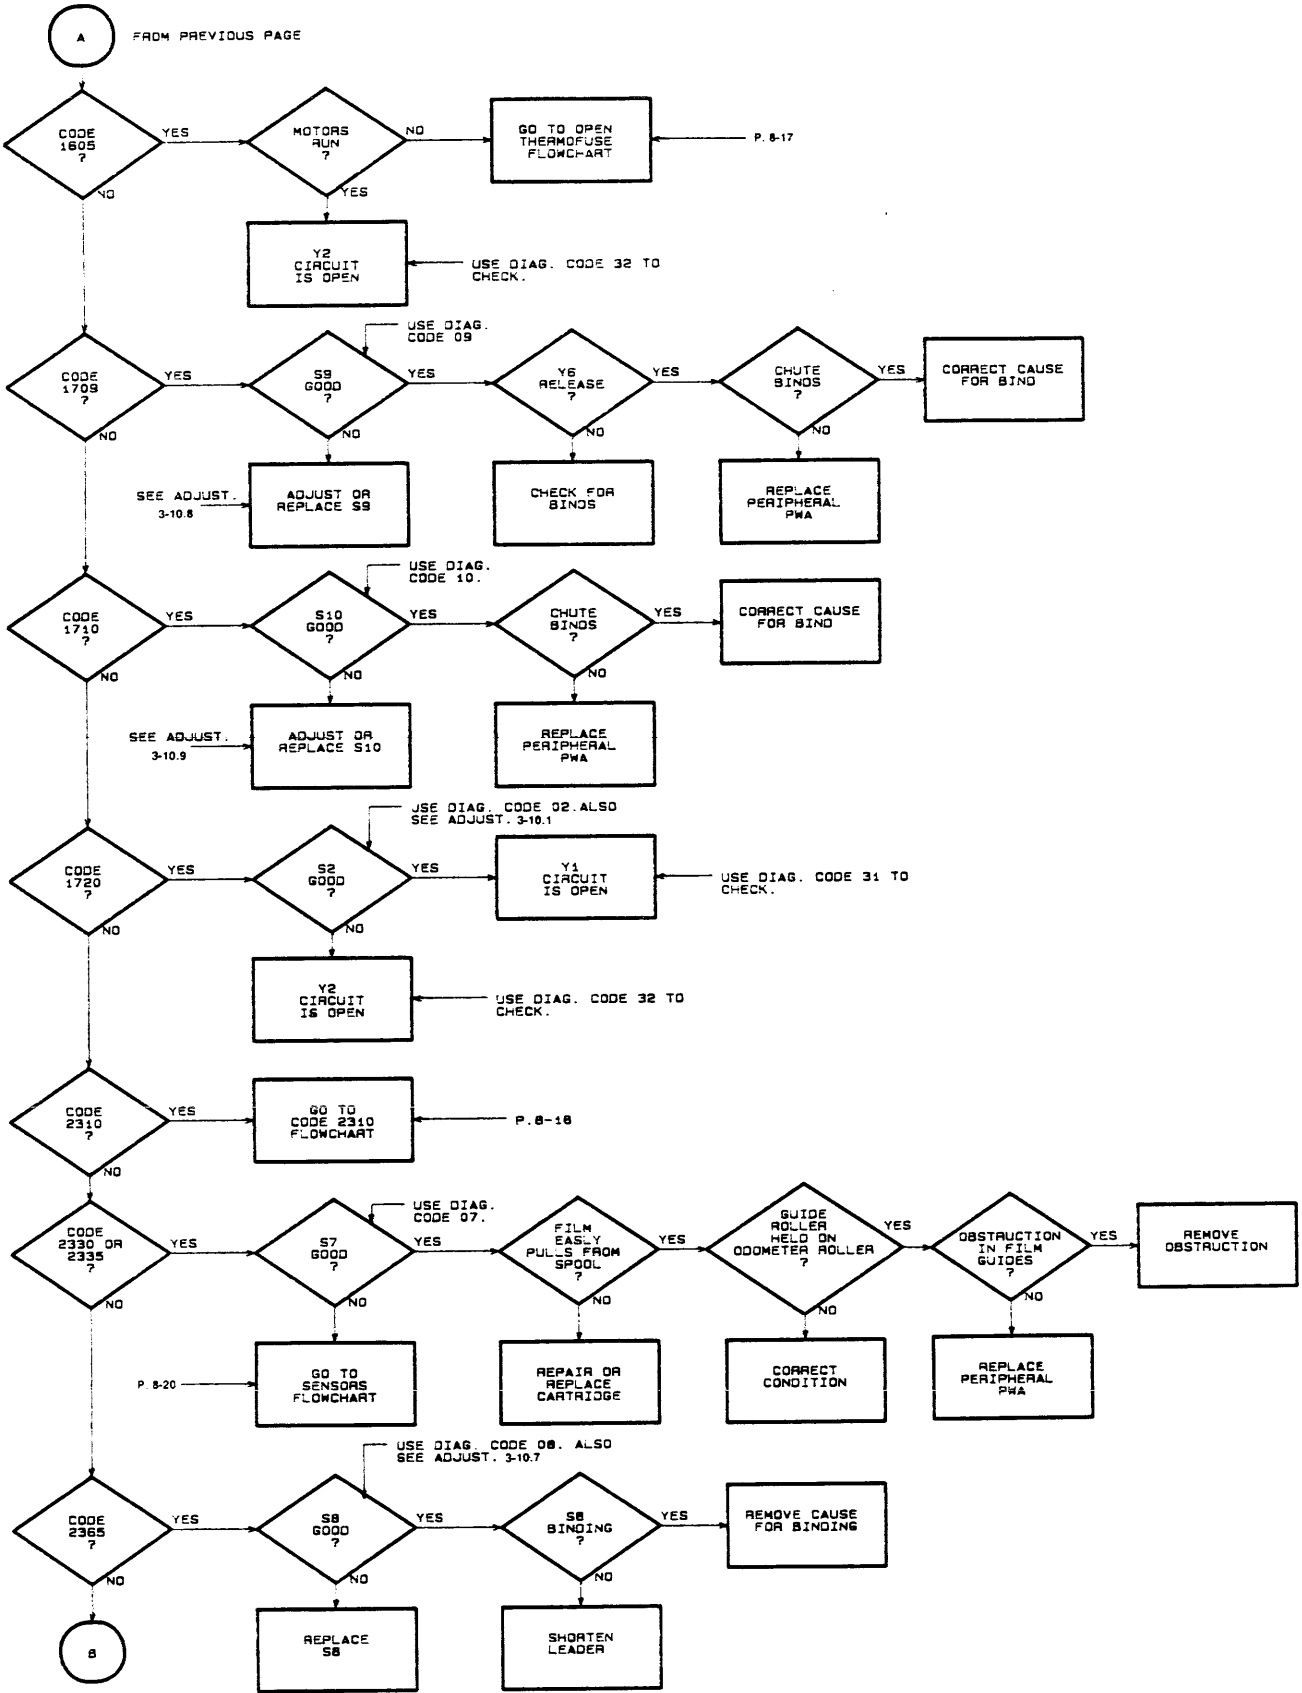 A
FROM PREVIOUS PAGE
CODE
1605
?
YES
NO
MOTORS
RUN
?
NO
YES
GO TO OPEN
THERMOFUSE
FLOWCHART
P. 8-17
Y2
CIRCUIT
IS OPEN
USE DIAG. CODE 32 TO
CHECK.
CODE
1709
?
YES
NO
USE DIAG.
CODE 09
S9
GOOD
?
YES
NO
Y6
RELEASE
?
YES
NO
CHUTE
BINDS
?
YES
NO
CORRECT CAUSE
FOR BIND
SEE ADJUST.
3-10.8
ADJUST OR
REPLACE S9
CHECK FOR
BINDS
REPLACE
PERIPHERAL
PWA
CODE
1710
?
YES
NO
USE DIAG.
CODE 10.
S10
GOOD
?
YES
NO
CHUTE
BINDS
?
YES
NO
CORRECT CAUSE
FOR BIND
SEE ADJUST.
3-10.9
ADJUST OR
REPLACE S10
REPLACE
PERIPHERAL
PWA
CODE
1720
?
YES
NO
USE DIAG. CODE 02.ALSO
SEE ADJUST. 3-10.1
S2
GOOD
?
YES
NO
Y1
CIRCUIT
IS OPEN
USE DIAG. CODE 31 TO
CHECK.
Y2
CIRCUIT
IS OPEN
USE DIAG. CODE 32 TO
CHECK.
CODE
2310
?
YES
NO
GO TO
CODE 2310
FLOWCHART
P.8-18
CODE
2330 OR
2335
?
YES
NO
USE DIAG.
CODE 07.
S7
GOOD
?
YES
NO
FILM
EASLY
PULLS FROM
SPOOL
?
YES
NO
GUIDE
ROLLER
HELD ON
ODOMETER ROLLER
?
YES
NO
OBSTRUCTION
IN FILM
GUIDES
?
YES
NO
REMOVE
OBSTRUCTION
P. 8-20
GO TO
SENSORS
FLOWCHART
REPAIR OR
REPLACE
CARTRIDGE
CORRECT
CONDITION
REPLACE
PERIPHERAL
PWA
CODE
2365
?
YES
NO
USE DIAG. CODE 08. ALSO
SEE ADJUST. 3-10.7
S8
GOOD
?
YES
NO
S8
BINDING
?
YES
NO
REMOVE CAUSE
FOR BINDING
REPLACE
S8
SHORTEN
LEADER
B